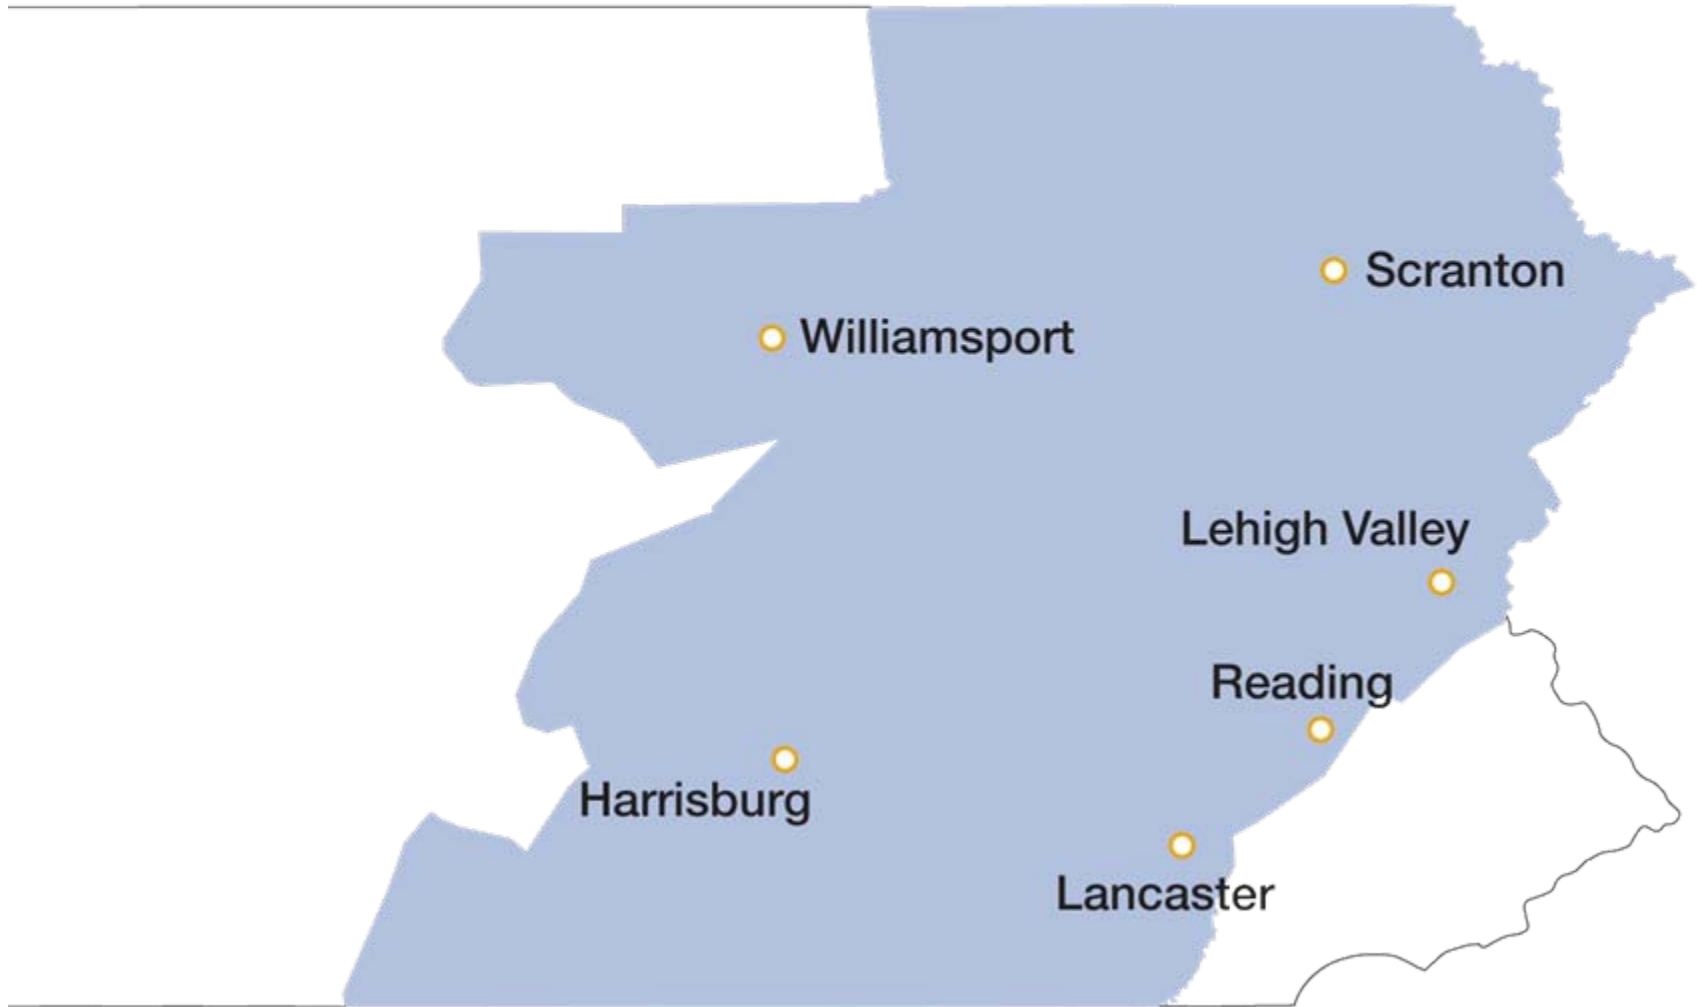 Scranton
Williamsport
Lehigh Valley
Reading
Harrisburg
Lancaster